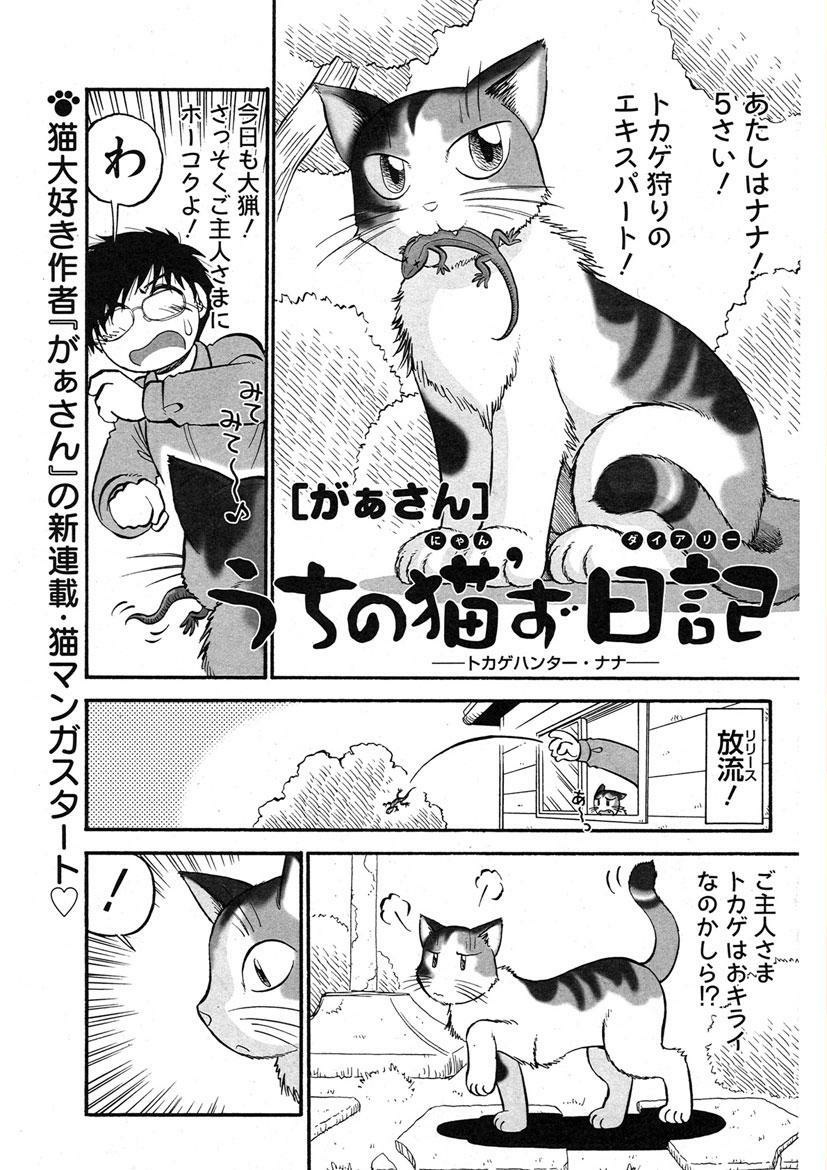 あたしはナナ！
5さい！
トカゲ狩りの
エキスパート！
[がぁさん]
にゃん
ダイアリー
うちの猫'ず日記
──トカゲハンター・ナナ──
今日も大猟！
さっそくご主人さまに
ホーコクよ！
わ
みて
みて〜〜♪
猫大好き作者『がぁさん』の新連載・猫マンガスタート♡
リリース
放流！
あ〜っ
ご主人さま
トカゲはおキライ
なのかしら!?
！